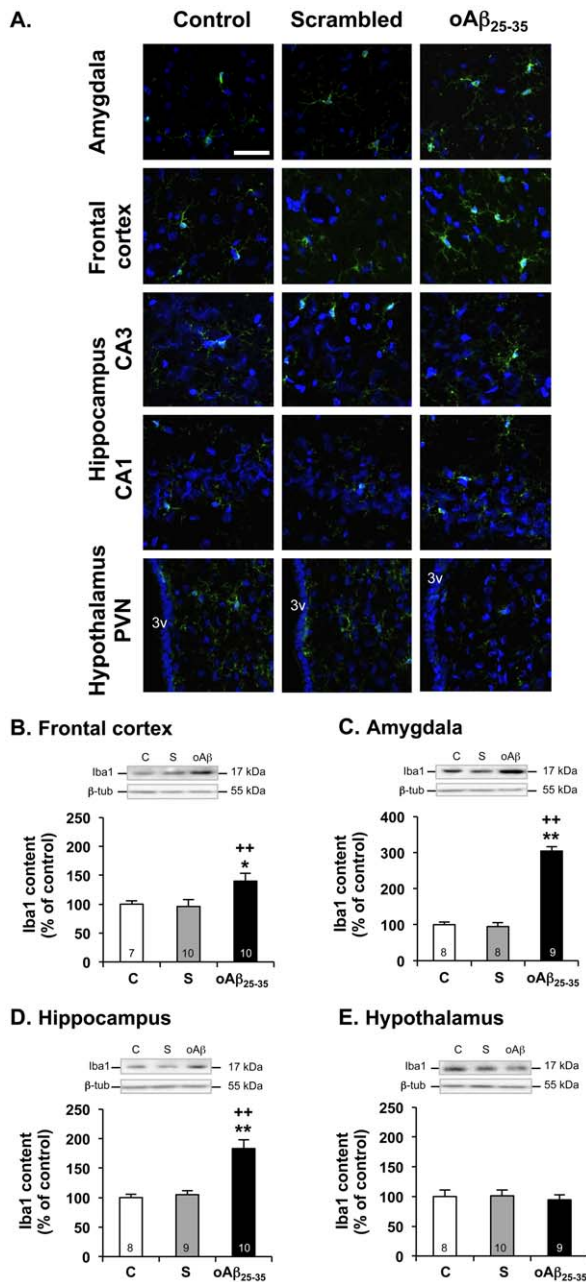 A.
Control Scrambled oAβ25-35
Amygdala
Frontal
cortex
Hippocampus
CA3
CA1
Hypothalamus
PVN
3v 3v 3v
B. Frontal cortex
C S oAβ
Iba1 17 kDa
β-tub 55 kDa
Iba1 content
(% of control)
250
200
150
100
50
0
++
*
7 10 10
C S oAβ25-35
C. Amygdala
C S oAβ
Iba1 17 kDa
β-tub 55 kDa
Iba1 content
(% of control)
400
300
200
100
0
++
**
8 8 9
C S oAβ25-35
D. Hippocampus
C S oAβ
Iba1 17 kDa
β-tub 55 kDa
Iba1 content
(% of control)
250
200
150
100
50
0
++
**
8 9 10
C S oAβ25-35
E. Hypothalamus
C S oAβ
Iba1 17 kDa
β-tub 55 kDa
Iba1 content
(% of control)
250
200
150
100
50
0
8 10 9
C S oAβ25-35